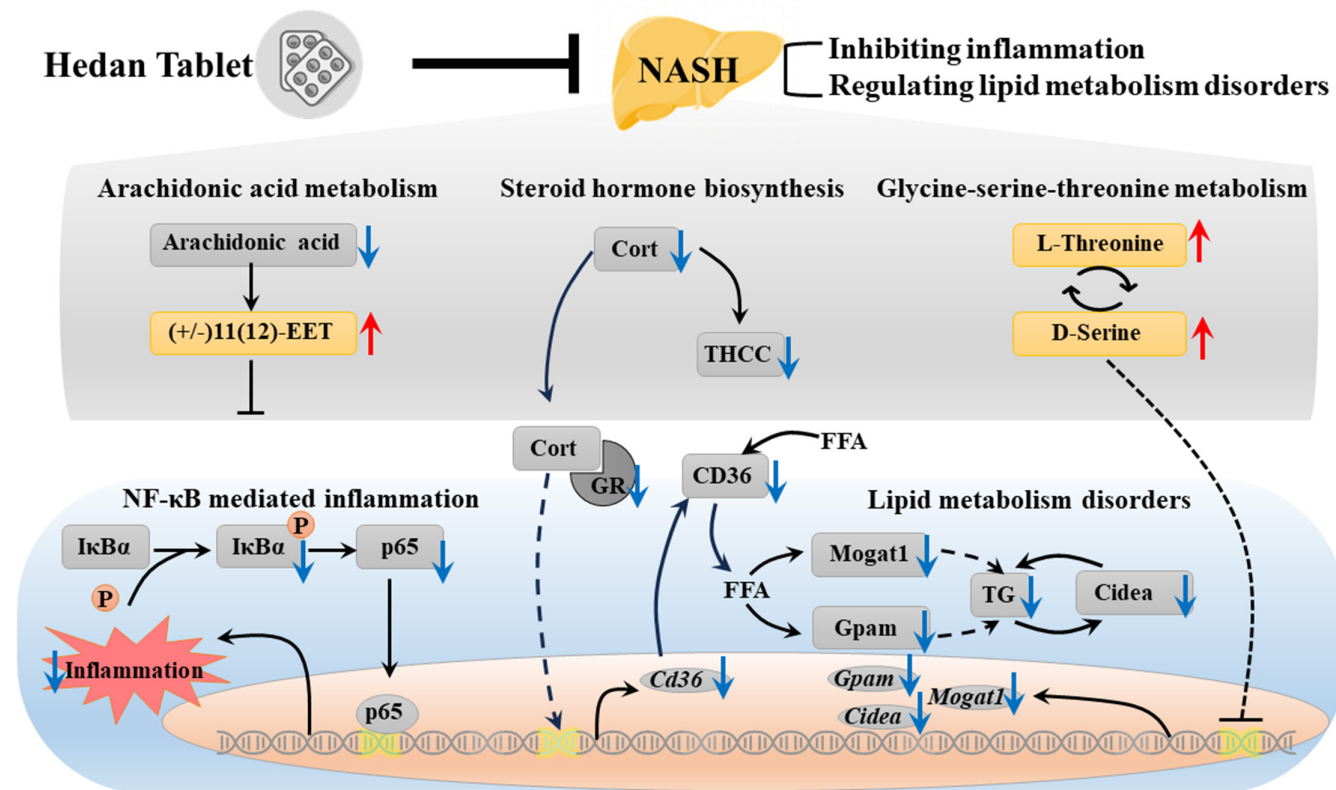 Hedan Tablet
NASH
Inhibiting inflammation
Regulating lipid metabolism disorders
Arachidonic acid metabolism
Steroid hormone biosynthesis
Glycine-serine-threonine metabolism
Arachidonic acid
(+/-)11(12)-EET
Cort
THCC
L-Threonine
D-Serine
Cort
GR
CD36
FFA
NF-κB mediated inflammation
Lipid metabolism disorders
IκBα
IκBα
P
p65
P
Inflammation
p65
FFA
Mogat1
Gpam
TG
Cidea
Cd36
Gpam
Mogat1
Cidea